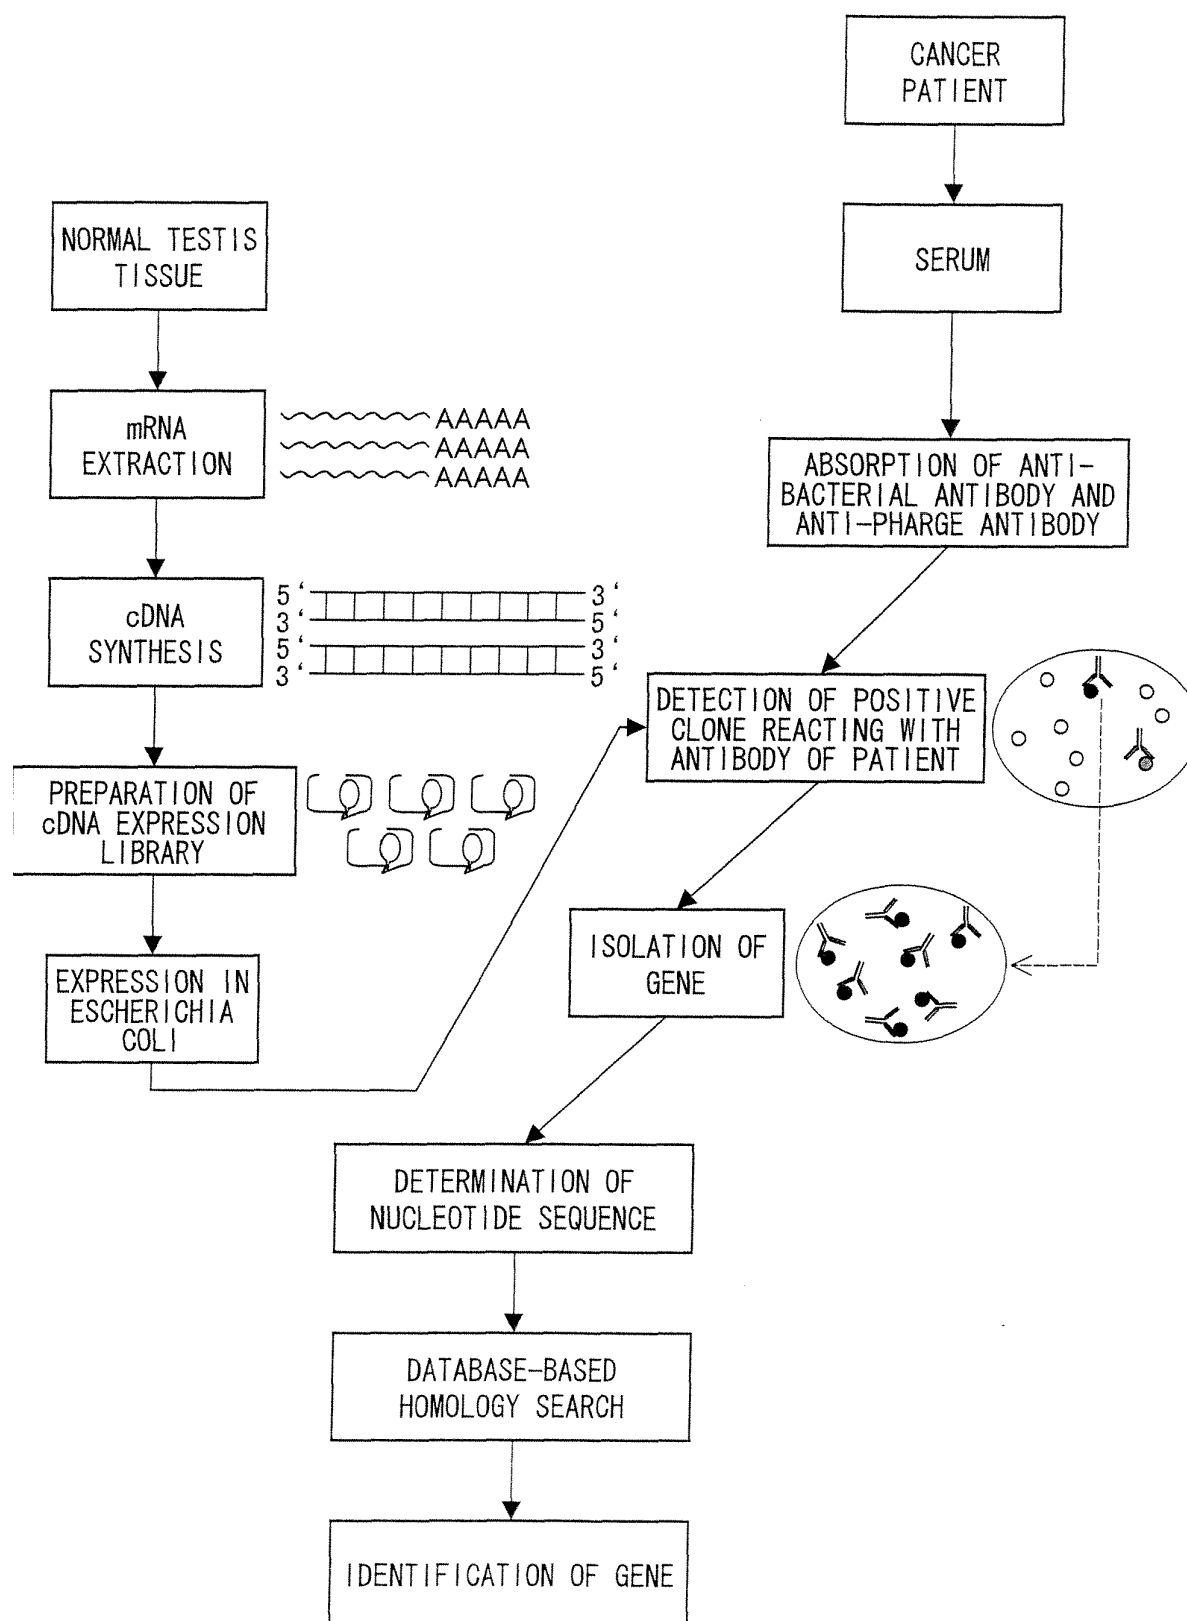 CANCER
PATIENT
SERUM
NORMAL TESTIS
TISSUE
mRNA
EXTRACTION
AAAAA
AAAAA
AAAAA
ABSORPTION OF ANTI-
BACTERIAL ANTIBODY AND
ANTI-PHARGE ANTIBODY
cDNA
SYNTHESIS
5‘ 3‘
3‘ 5‘
5‘ 3‘
3‘ 5‘
DETECTION OF POSITIVE
CLONE REACTING WITH
ANTIBODY OF PATIENT
PREPARATION OF
cDNA EXPRESSION
LIBRARY
ISOLATION OF
GENE
EXPRESSION IN
ESCHERICHIA
COLI
DETERMINATION OF
NUCLEOTIDE SEQUENCE
DATABASE-BASED
HOMOLOGY SEARCH
IDENTIFICATION OF GENE